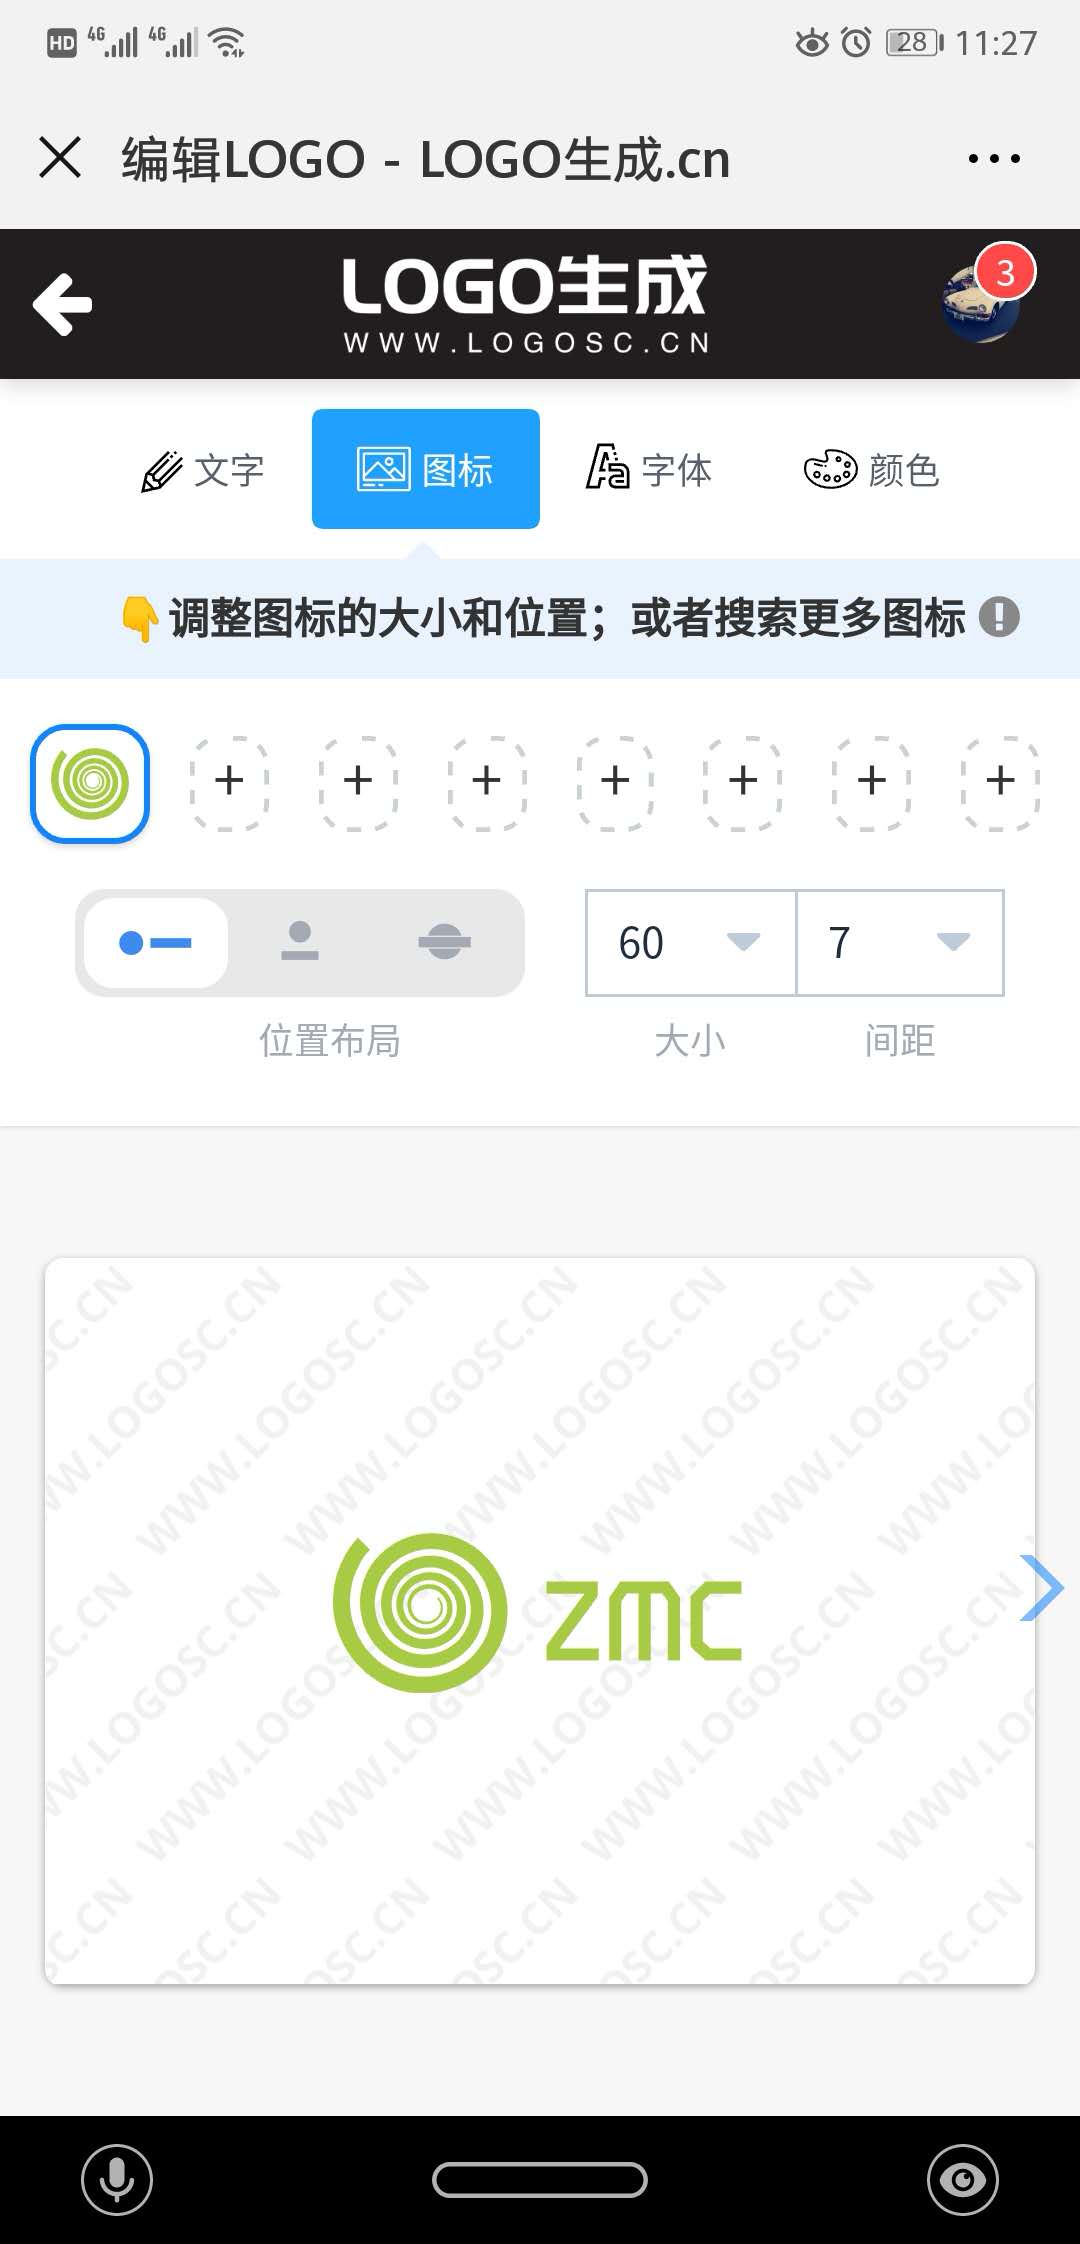 HD 4G 4G 28 11:27
编辑LOGO - LOGO生成.cn
LOGO生成
3
WWW.LOGOSC.CN
文字 图标 字体 颜色
👇调整图标的大小和位置；或者搜索更多图标
+ + + + + + +
60 7
位置布局 大小 间距
WWW.LOGOSC.CN
ZMC